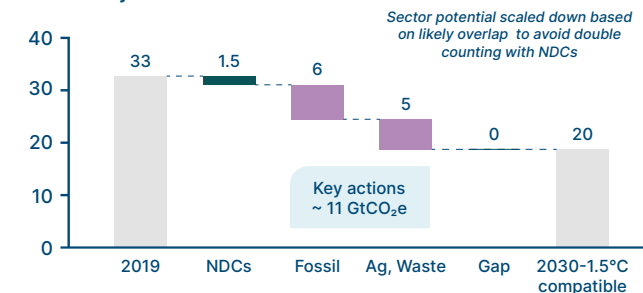 Sector potential scaled down based
on likely overlap to avoid double
counting with NDCs
40
30
20
10
0
33
1.5
6
5
0
20
Key actions
~ 11 GtCO₂e
2019
NDCs
Fossil
Ag, Waste
Gap
2030-1.5°C
compatible